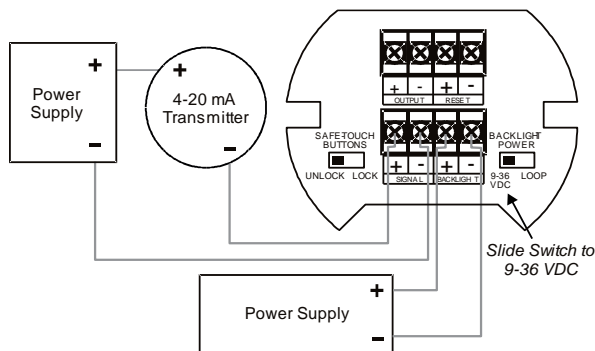 +
Power
Supply
-
+
4-20 mA
Transmitter
-
+ - + -
OUTPUT RESET
SAFE-TOUCH
BUTTONS
UNLOCK LOCK
+ - + -
SIGNAL BACKLIGHT
BACKLIGHT
POWER
9-36
VDC
LOOP
Slide Switch to
9-36 VDC
Power Supply
+
-